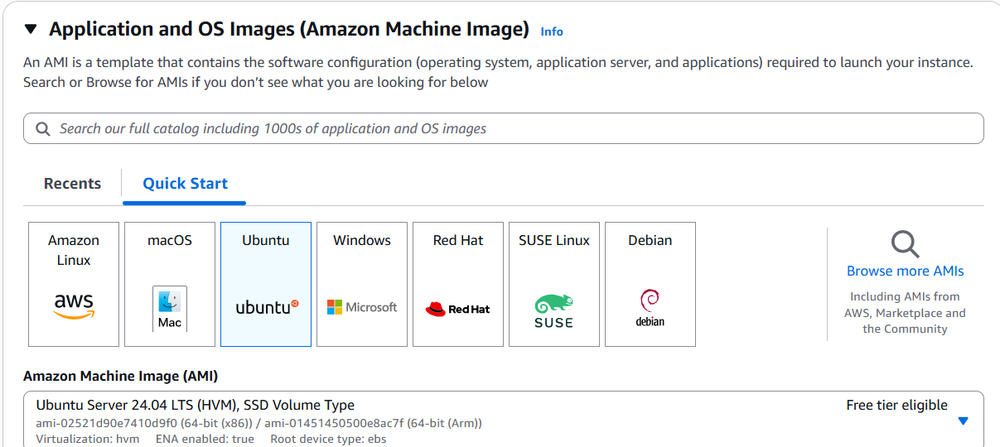 Application and OS Images (Amazon Machine Image) Info
An AMI is a template that contains the software configuration (operating system, application server, and applications) required to launch your instance.
Search or Browse for AMIs if you don’t see what you are looking for below
Search our full catalog including 1000s of application and OS images
Recents
Quick Start
Amazon
Linux
aws
macOS
Mac
Ubuntu
ubuntu
Windows
Microsoft
Red Hat
Red Hat
SUSE Linux
SUSE
Debian
debian
Browse more AMIs
Including AMIs from
AWS, Marketplace and
the Community
Amazon Machine Image (AMI)
Ubuntu Server 24.04 LTS (HVM), SSD Volume Type
Free tier eligible
ami-02521d90e7410d9f0 (64-bit (x86)) / ami-01451450500e8ac7f (64-bit (Arm))
Virtualization: hvm ENA enabled: true Root device type: ebs